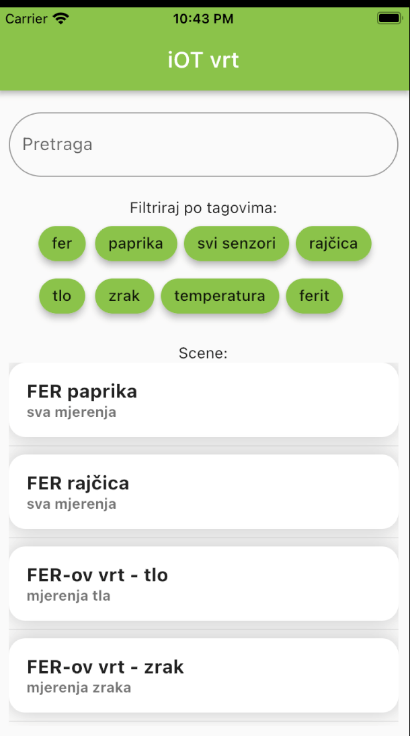 Carrier 10:43 PM
iOT vrt
Pretraga
Filtriraj po tagovima:
fer paprika svi senzori rajčica
tlo zrak temperatura ferit
Scene:
FER paprika
sva mjerenja
FER rajčica
sva mjerenja
FER-ov vrt - tlo
mjerenja tla
FER-ov vrt - zrak
mjerenja zraka